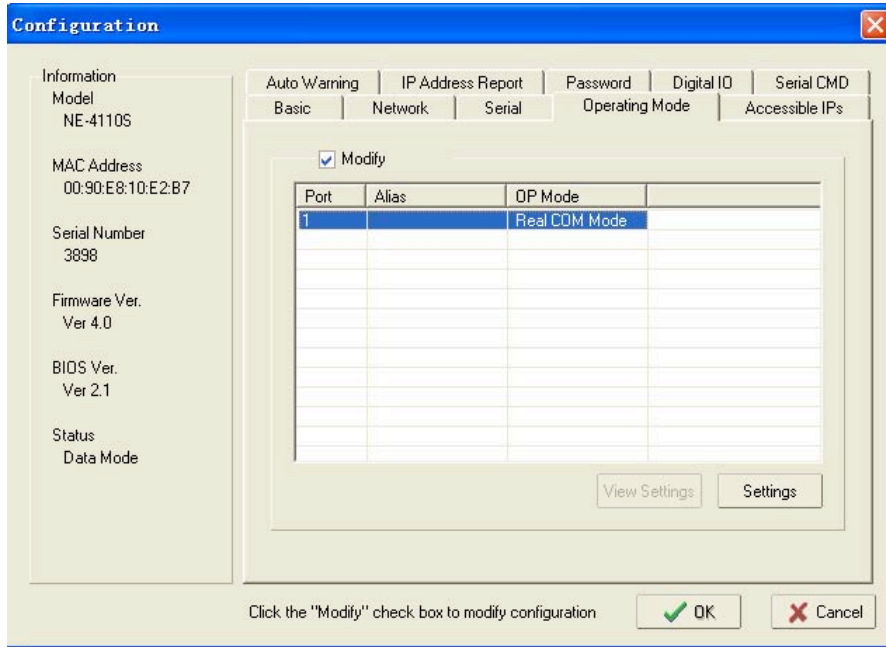 Configuration
Information
Model
NE-4110S
MAC Address
00:90:E8:10:E2:B7
Serial Number
3898
Firmware Ver.
Ver 4.0
BIOS Ver.
Ver 2.1
Status
Data Mode
Auto Warning IP Address Report Password Digital IO Serial CMD
Basic Network Serial Operating Mode Accessible IPs
Modify
Port Alias OP Mode
1 Real COM Mode
View Settings Settings
Click the "Modify" check box to modify configuration OK Cancel